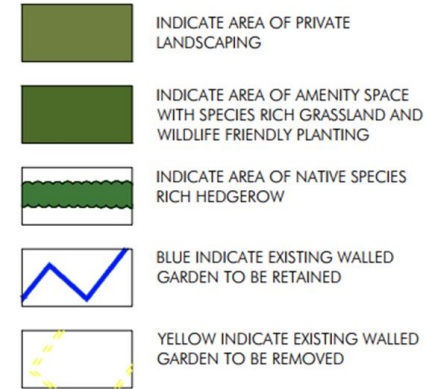 INDICATE AREA OF PRIVATE
LANDSCAPING
INDICATE AREA OF AMENITY SPACE
WITH SPECIES RICH GRASSLAND AND
WILDLIFE FRIENDLY PLANTING
INDICATE AREA OF NATIVE SPECIES
RICH HEDGEROW
BLUE INDICATE EXISTING WALLED
GARDEN TO BE RETAINED
YELLOW INDICATE EXISTING WALLED
GARDEN TO BE REMOVED